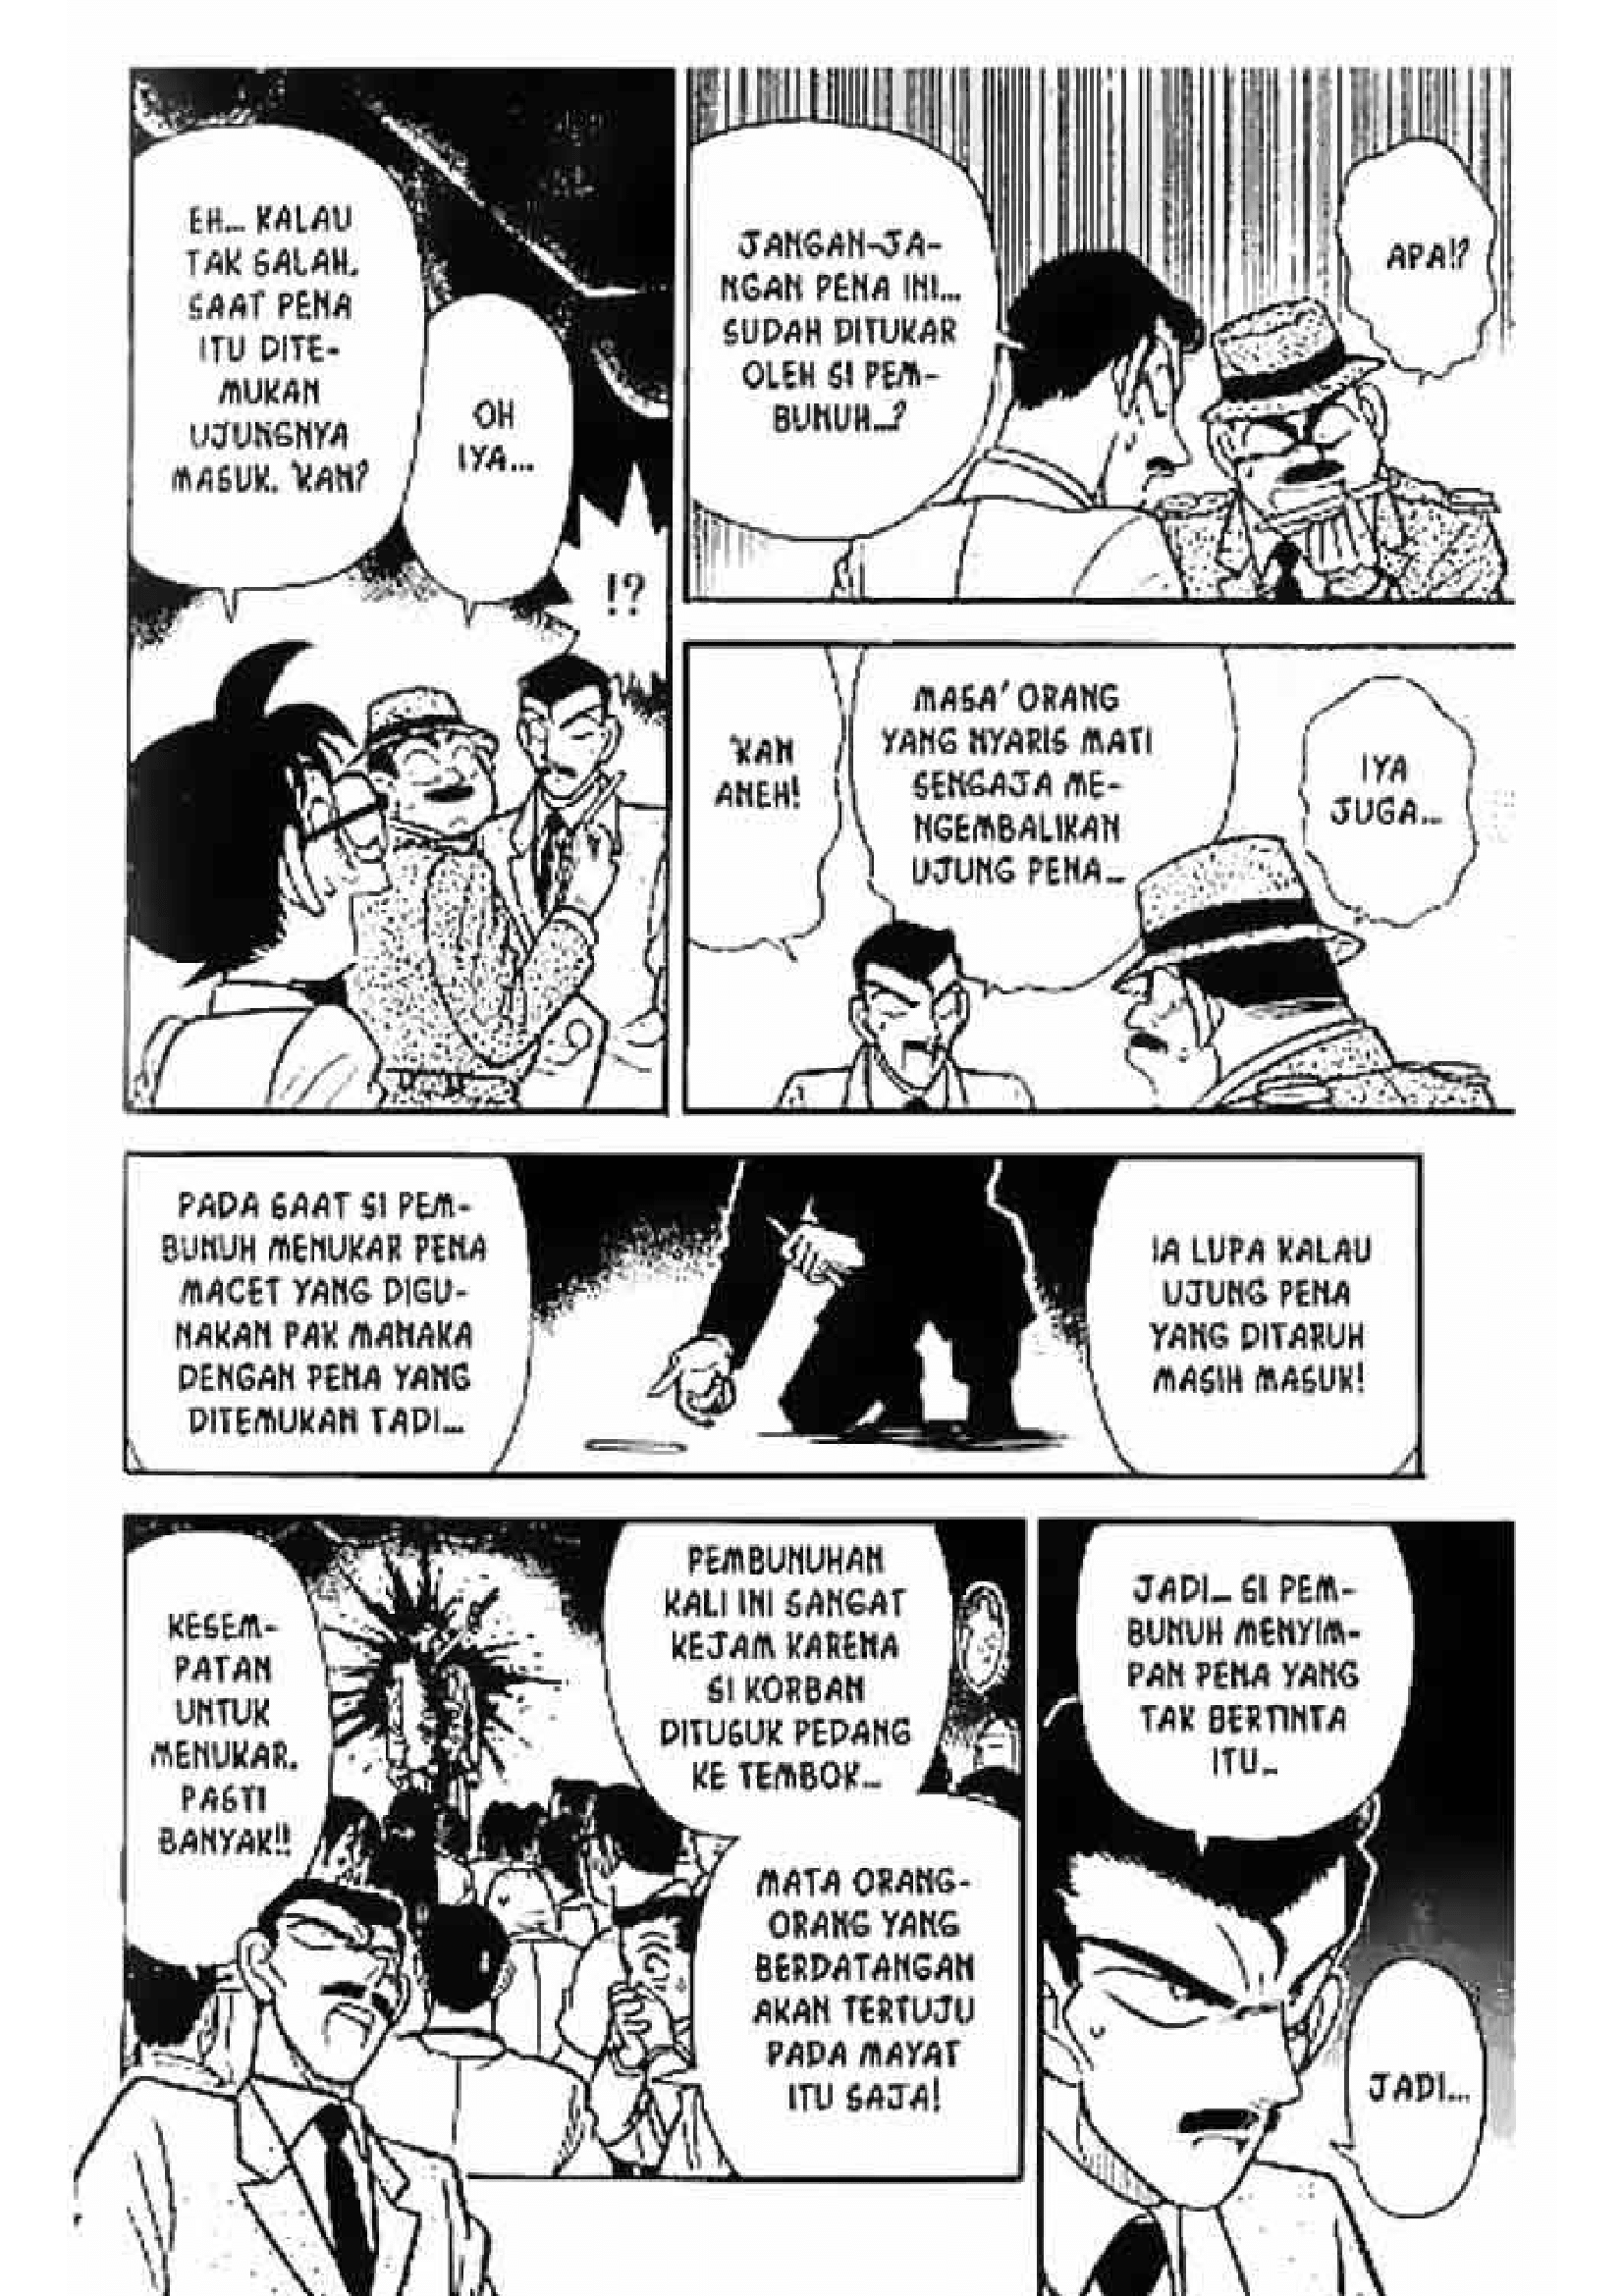 EH... KALAU
TAK SALAH,
SAAT PENA
ITU DITE-
MUKAN
UJUNGNYA
MASUK, 'KAN?
OH
IYA...
!?
JANGAN-JA-
NGAN PENA INI...
SUDAH DITUKAR
OLEH SI PEM-
BUNUH...?
APA!?
'KAN
ANEH!
MASA' ORANG
YANG NYARIS MATI
SENGAJA ME-
NGEMBALIKAN
UJUNG PENA...
IYA
JUGA...
PADA SAAT SI PEM-
BUNUH MENUKAR PENA
MACET YANG DIGU-
NAKAN PAK MANAKA
DENGAN PENA YANG
DITEMUKAN TADI...
IA LUPA KALAU
UJUNG PENA
YANG DITARUH
MASIH MASUK!
KESEM-
PATAN
UNTUK
MENUKAR,
PASTI
BANYAK!!
PEMBUNUHAN
KALI INI SANGAT
KEJAM KARENA
SI KORBAN
DITUSUK PEDANG
KE TEMBOK...
MATA ORANG-
ORANG YANG
BERDATANGAN
AKAN TERTUJU
PADA MAYAT
ITU SAJA!
JADI... SI PEM-
BUNUH MENYIM-
PAN PENA YANG
TAK BERTINTA
ITU...
JADI...